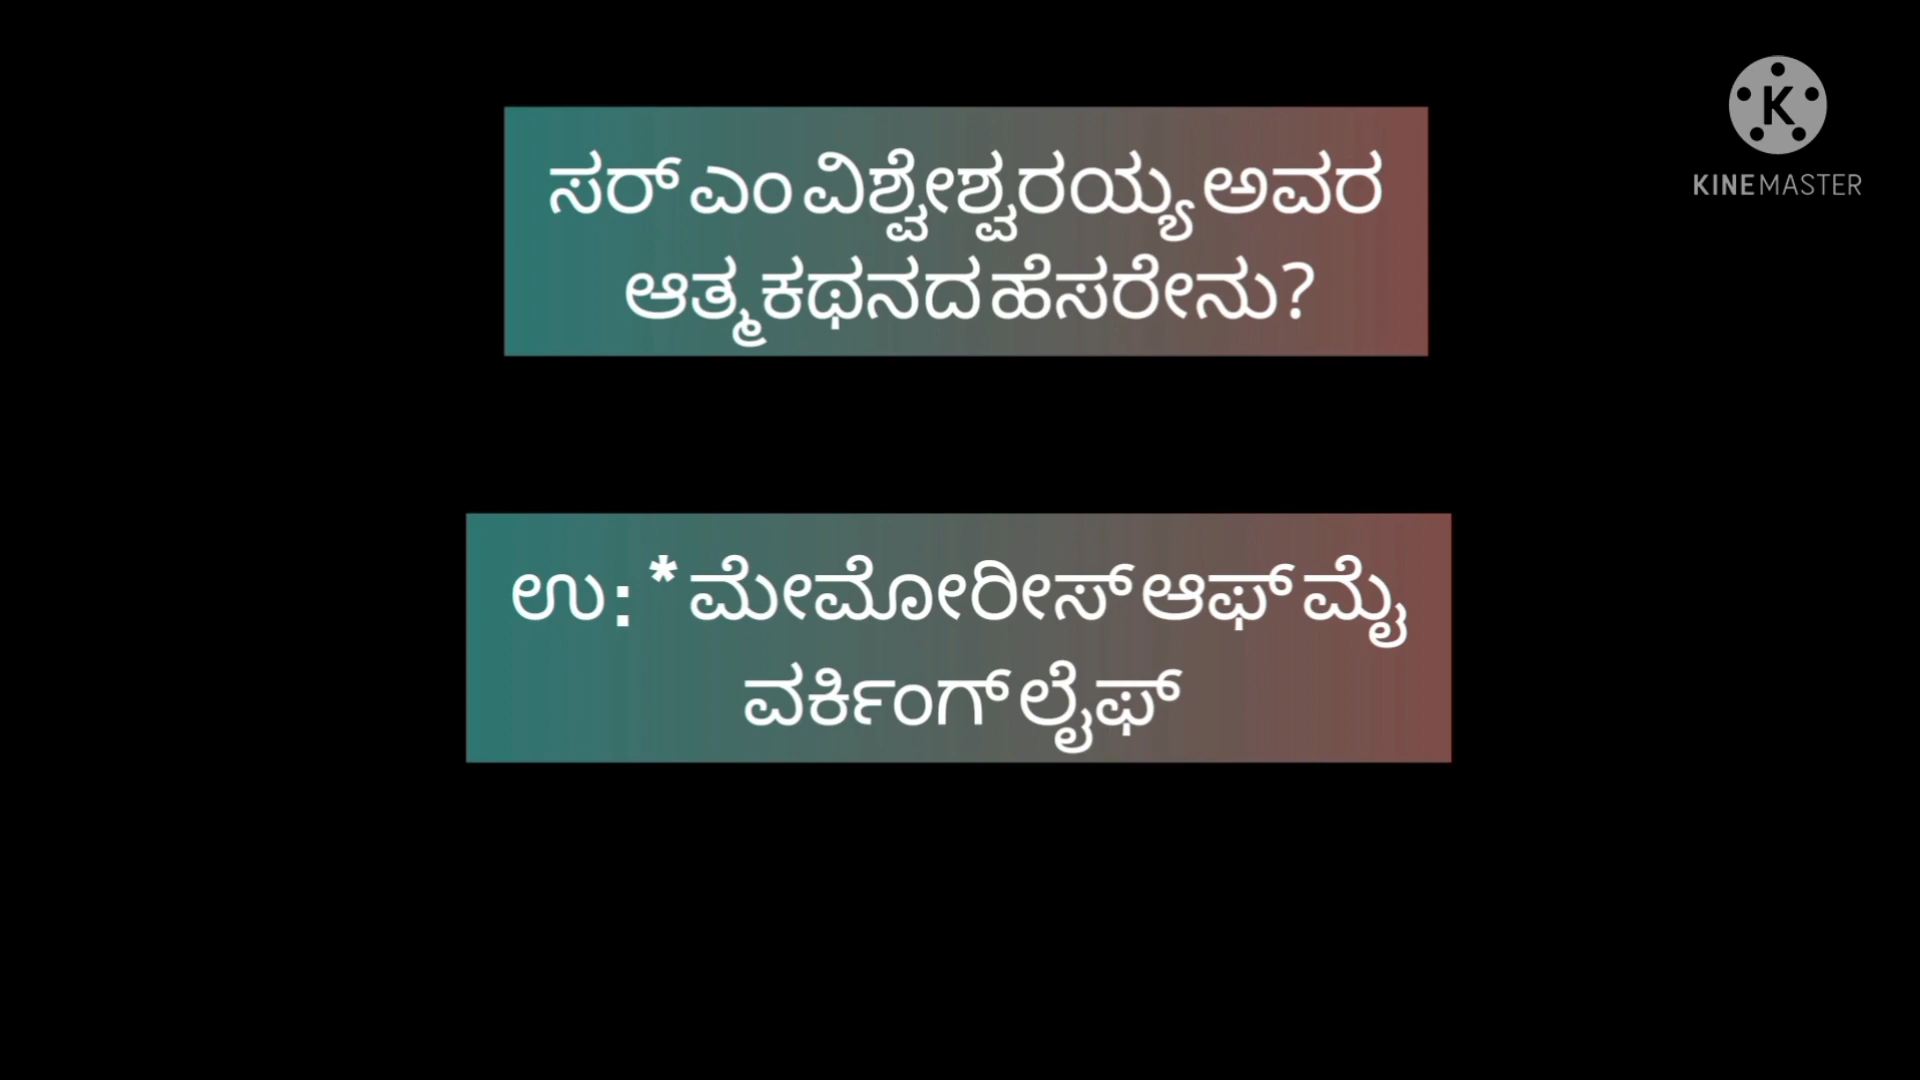 ಸರ್ ಎಂ ವಿಶ್ವೇಶ್ವರಯ್ಯ ಅವರ
ಆತ್ಮಕಥನದ ಹೆಸರೇನು?
ಉ: * ಮೇಮೋರೀಸ್ ಆಫ್ ಮೈ
ವರ್ಕಿಂಗ್ ಲೈಫ್
K
KINEMASTER